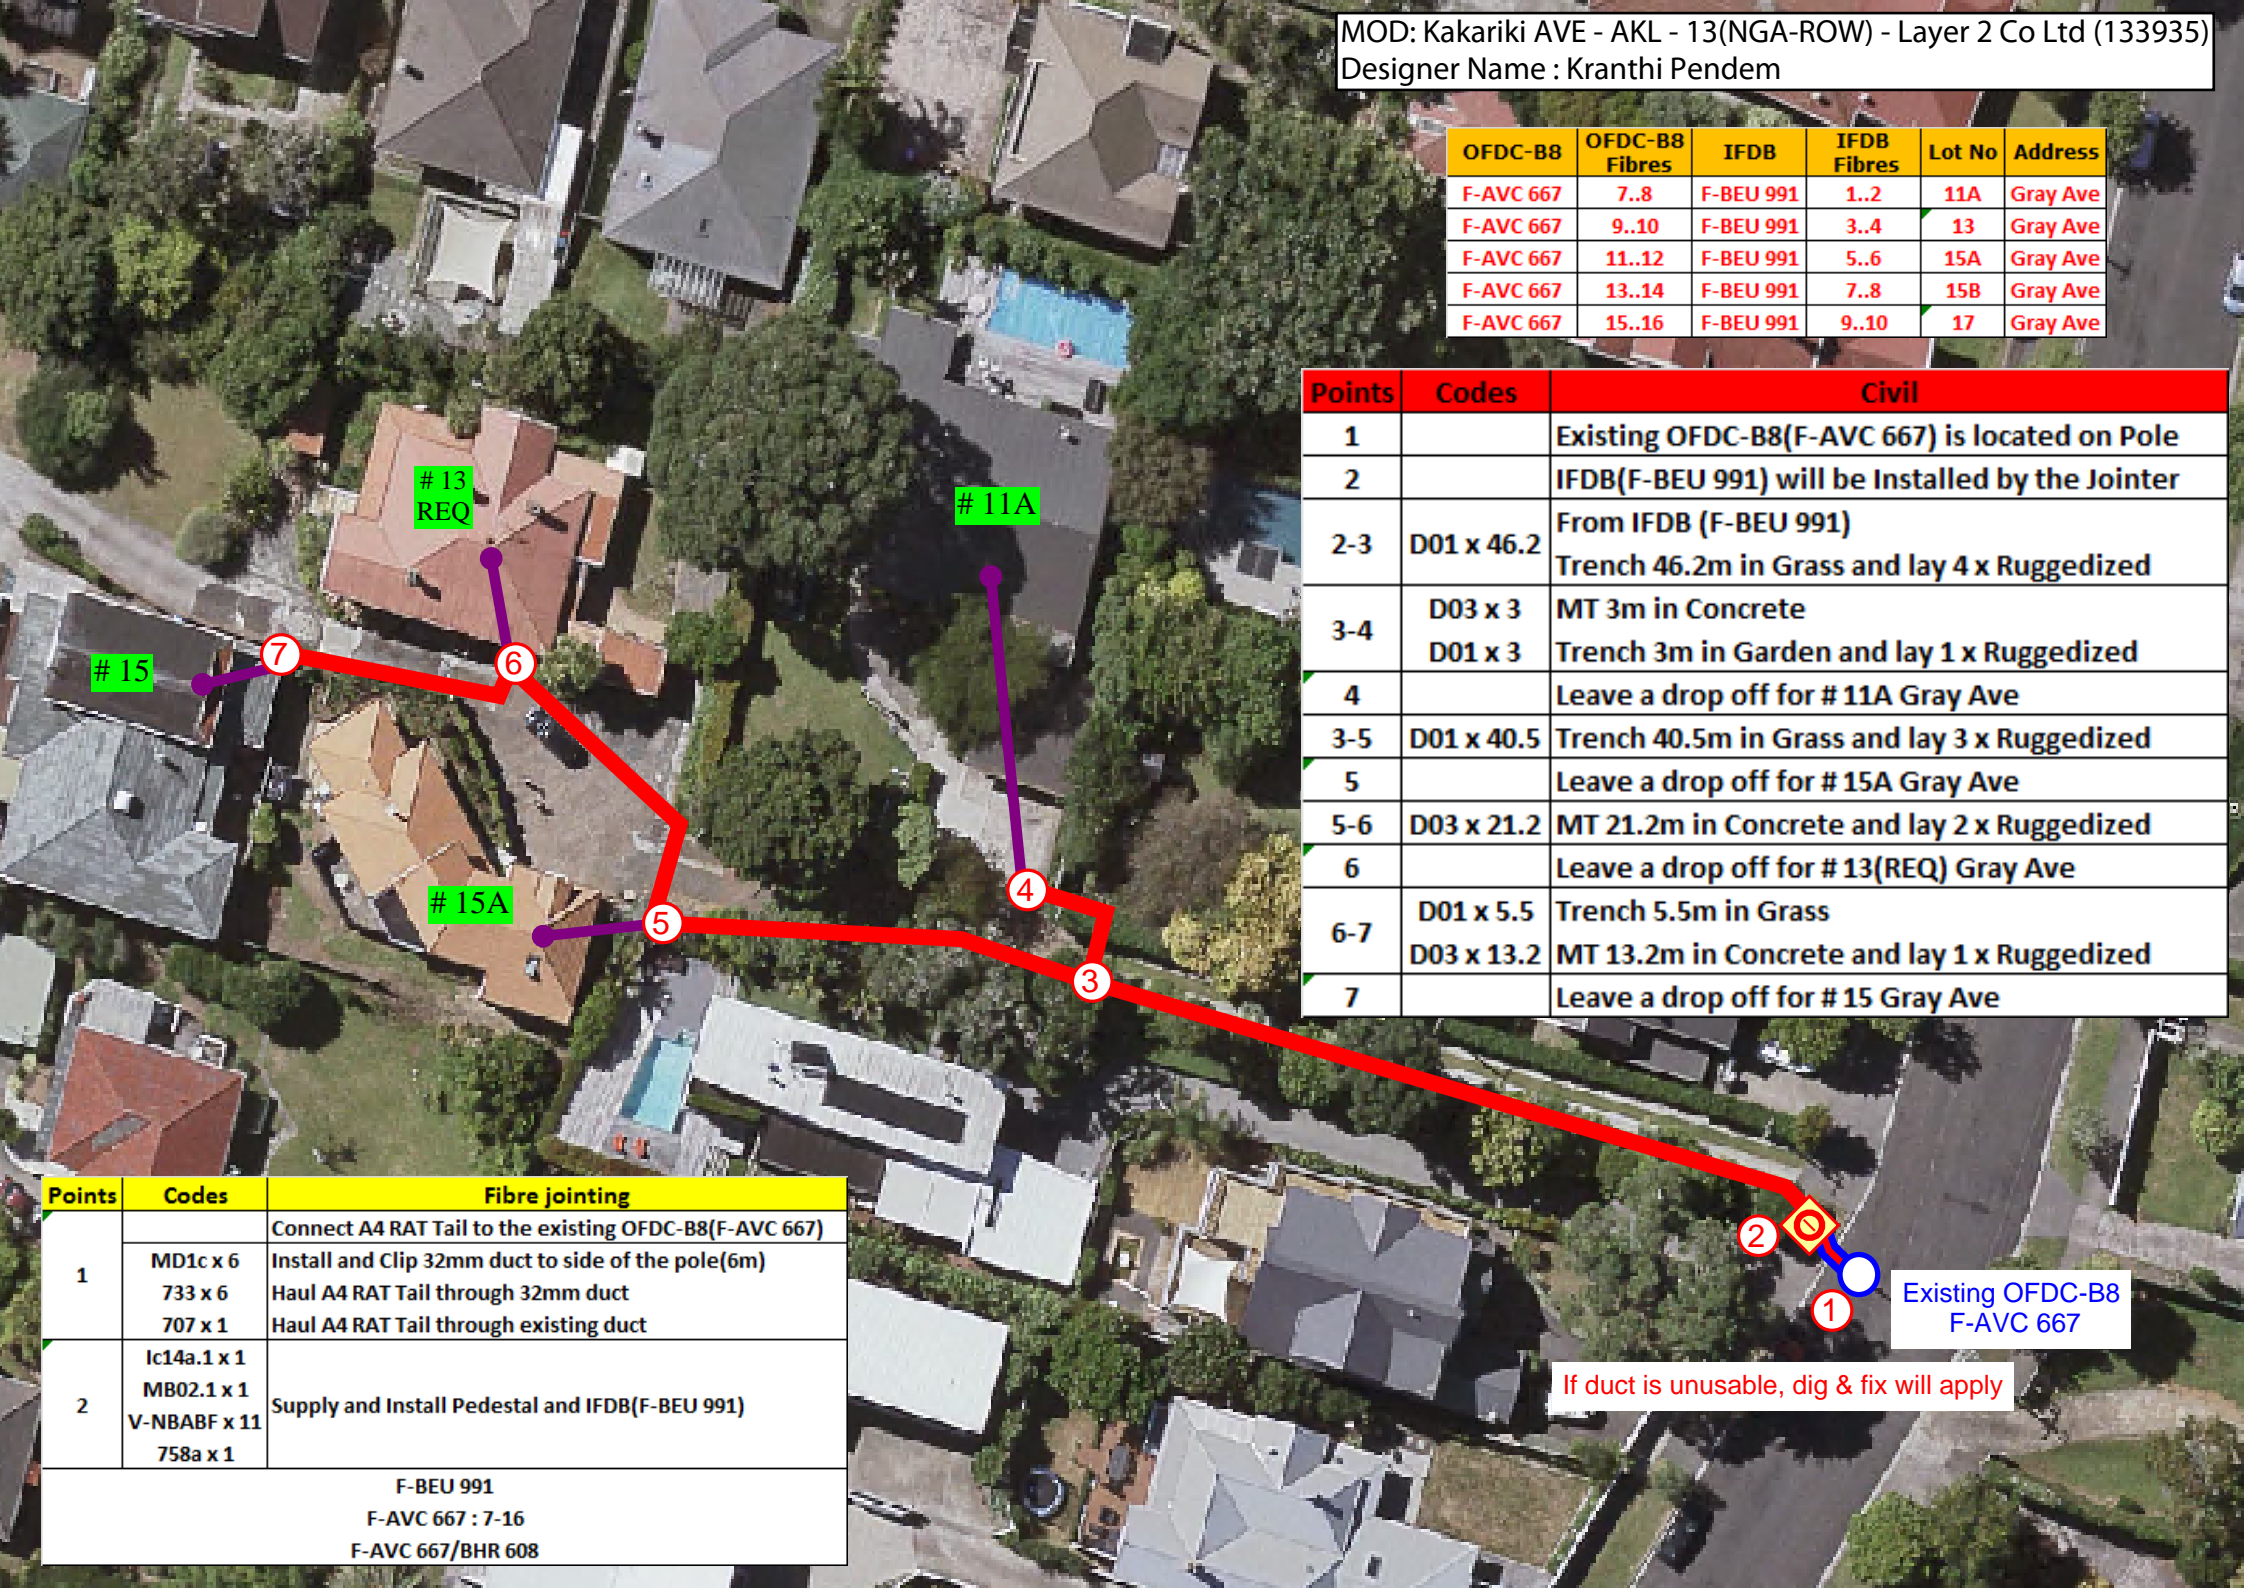 MOD: Kakariki AVE - AKL - 13(NGA-ROW) - Layer 2 Co Ltd (133935)
Designer Name : Kranthi Pendem
OFDC-B8 OFDC-B8 Fibres IFDB IFDB Fibres Lot No Address
F-AVC 667 7..8 F-BEU 991 1..2 11A Gray Ave
F-AVC 667 9..10 F-BEU 991 3..4 13 Gray Ave
F-AVC 667 11..12 F-BEU 991 5..6 15A Gray Ave
F-AVC 667 13..14 F-BEU 991 7..8 15B Gray Ave
F-AVC 667 15..16 F-BEU 991 9..10 17 Gray Ave
Points Codes Civil
1 Existing OFDC-B8(F-AVC 667) is located on Pole
2 IFDB(F-BEU 991) will be Installed by the Jointer
2-3 D01 x 46.2 From IFDB (F-BEU 991)
Trench 46.2m in Grass and lay 4 x Ruggedized
3-4 D03 x 3 MT 3m in Concrete
D01 x 3 Trench 3m in Garden and lay 1 x Ruggedized
4 Leave a drop off for # 11A Gray Ave
3-5 D01 x 40.5 Trench 40.5m in Grass and lay 3 x Ruggedized
5 Leave a drop off for # 15A Gray Ave
5-6 D03 x 21.2 MT 21.2m in Concrete and lay 2 x Ruggedized
6 Leave a drop off for # 13(REQ) Gray Ave
6-7 D01 x 5.5 Trench 5.5m in Grass
D03 x 13.2 MT 13.2m in Concrete and lay 1 x Ruggedized
7 Leave a drop off for # 15 Gray Ave
# 13
REQ
# 11A
# 15
7
6
# 15A
5
4
3
2
1
Existing OFDC-B8
F-AVC 667
If duct is unusable, dig & fix will apply
Points Codes Fibre jointing
Connect A4 RAT Tail to the existing OFDC-B8(F-AVC 667)
1 MD1c x 6 Install and Clip 32mm duct to side of the pole(6m)
733 x 6 Haul A4 RAT Tail through 32mm duct
707 x 1 Haul A4 RAT Tail through existing duct
Ic14a.1 x 1
MB02.1 x 1
2 V-NBABF x 11 Supply and Install Pedestal and IFDB(F-BEU 991)
758a x 1
F-BEU 991
F-AVC 667 : 7-16
F-AVC 667/BHR 608